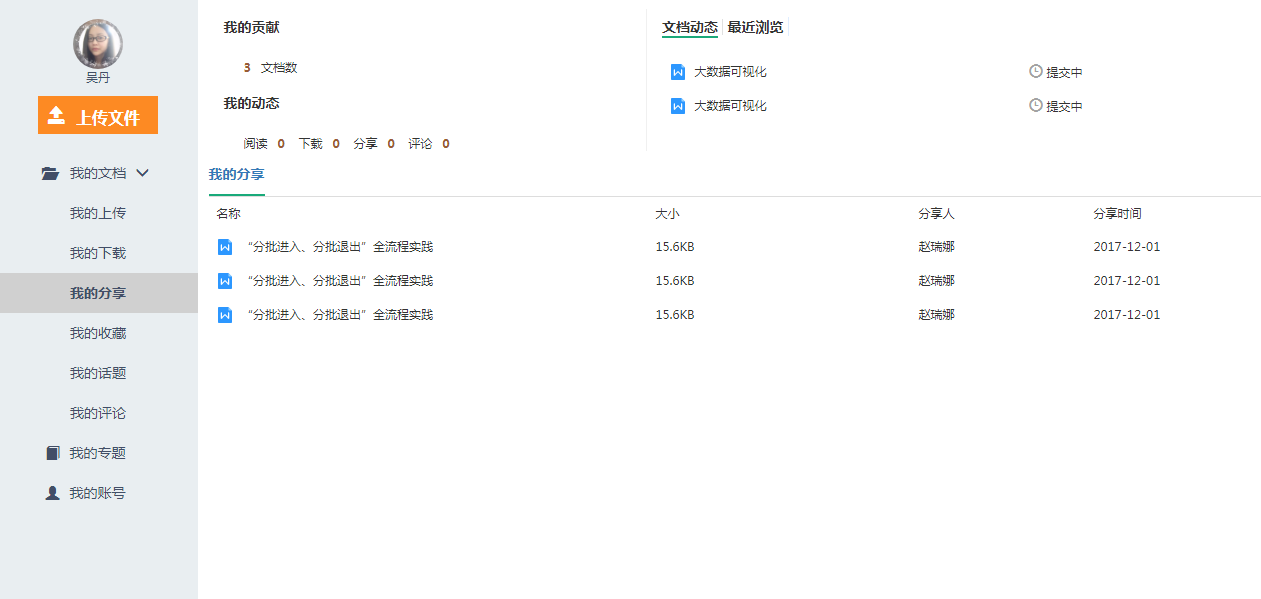 吴丹
上传文件
我的文档
我的上传
我的下载
我的分享
我的收藏
我的话题
我的评论
我的专题
我的账号
我的贡献
3 文档数
我的动态
阅读 0 下载 0 分享 0 评论 0
文档动态 最近浏览
大数据可视化 提交中
大数据可视化 提交中
我的分享
名称 大小 分享人 分享时间
“分批进入、分批退出”全流程实践 15.6KB 赵瑞娜 2017-12-01
“分批进入、分批退出”全流程实践 15.6KB 赵瑞娜 2017-12-01
“分批进入、分批退出”全流程实践 15.6KB 赵瑞娜 2017-12-01